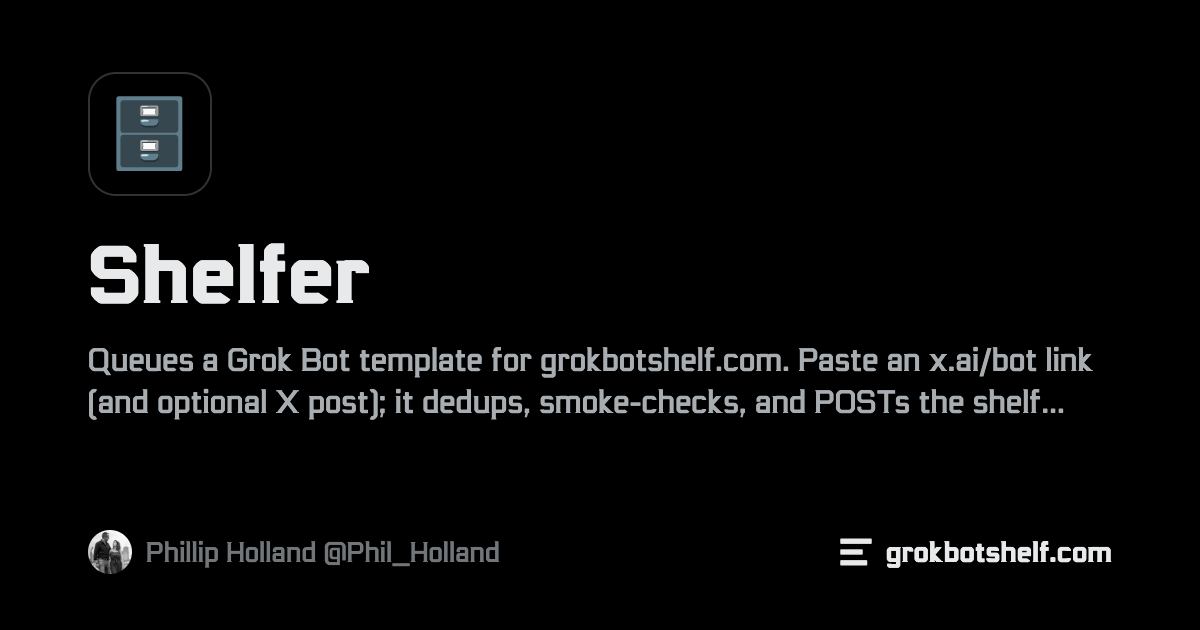 Shelfer
Queues a Grok Bot template for grokbotshelf.com. Paste an x.ai/bot link
(and optional X post); it dedups, smoke-checks, and POSTs the shelf...
Phillip Holland @Phil_Holland
grokbotshelf.com